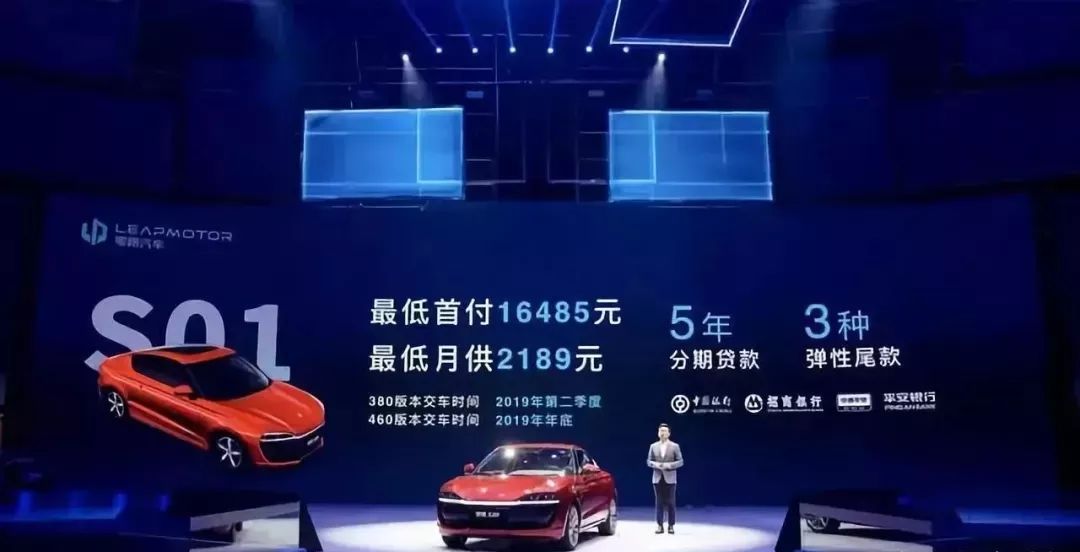 LEAPMOTOR
零跑汽车
S01
最低首付16485元
最低月供2189元
380版本交车时间 2019年第二季度
460版本交车时间 2019年年底
5年
分期贷款
3种
弹性尾款
中国银行
招商银行
平安银行
PING AN BANK